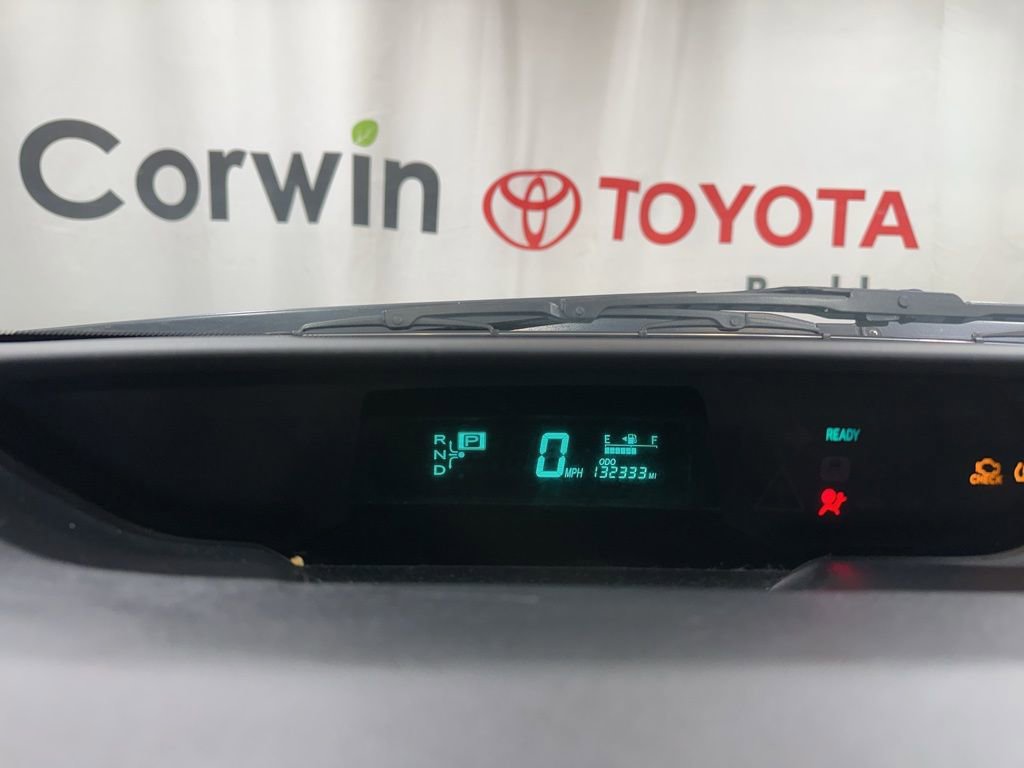 Corwin TOYOTA
R P
N
D
0 MPH
E F
ODO
132333 MI
READY
CHECK